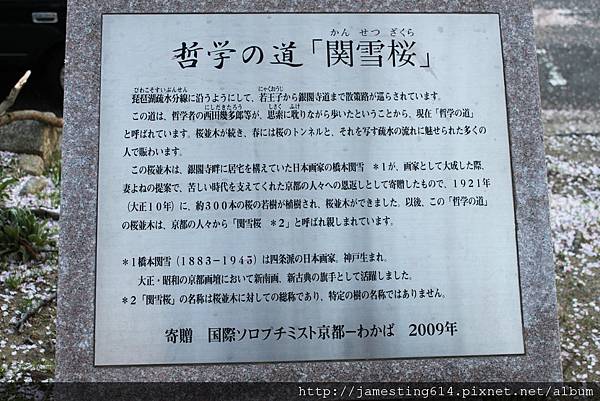 かん せつ ざくら
哲学の道「関雪桜」
びわこそすいぶんせん にゃくおうじ
琵琶湖疏水分線に沿うようにして、若王子から銀閣寺道まで散策路が巡らされています。
にしだきたろう しさく ふけ
この道は、哲学者の西田幾多郎等が、思索に耽りながら歩いたということから、現在「哲学の道」
と呼ばれています。桜並木が続き、春には桜のトンネルと、それを写す疏水の流れに魅せられた多くの
人で賑わいます。
この桜並木は、銀閣寺畔に居宅を構えていた日本画家の橋本関雪 *1が、画家として大成した際、
妻よねの提案で、苦しい時代を支えてくれた京都の人々への恩返しとして寄贈したもので、1921年
(大正10年)に、約300本の桜の若樹が植樹され、桜並木ができました。以後、この「哲学の道」
の桜並木は、京都の人々から「関雪桜 *2」と呼ばれ親しまれています。
*1橋本関雪(1883-1945)は四条派の日本画家。神戸生まれ。
大正・昭和の京都画壇において新南画、新古典の旗手として活躍しました。
*2「関雪桜」の名称は桜並木に対しての総称であり、特定の樹の名称ではありません。
寄贈 国際ソロプチミスト京都ーわかば 2009年
http://jamesting614.pixnet.net/album